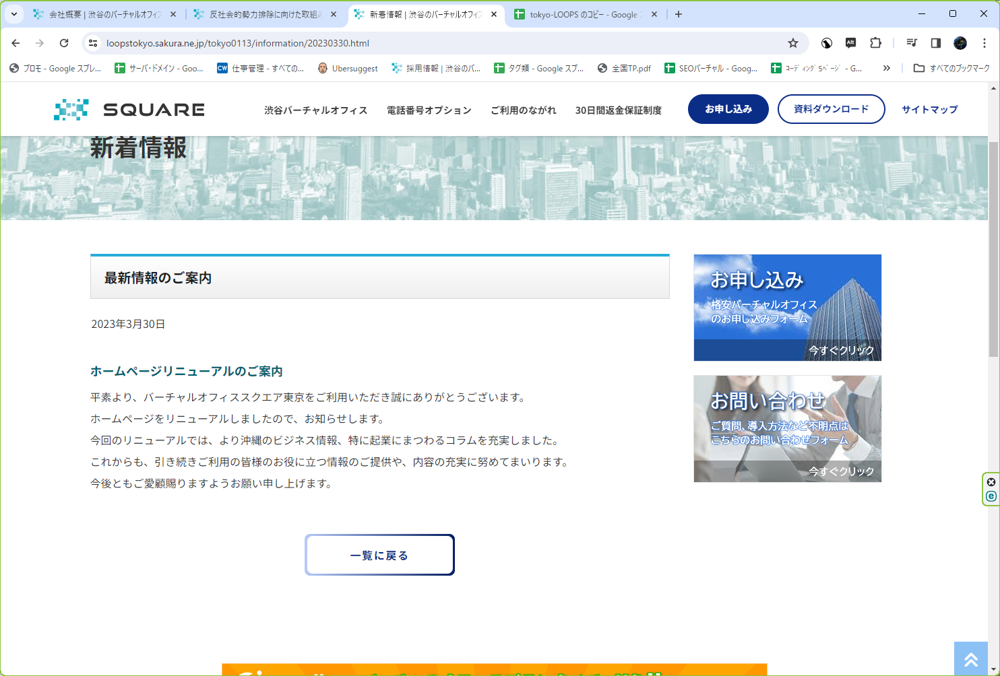 会社概要 | 渋谷のバーチャルオフィス
反社会的勢力排除に向けた取組み
新着情報 | 渋谷のバーチャルオフィス
tokyo-LOOPS のコピー - Google ス
loopstokyo.sakura.ne.jp/tokyo0113/information/20230330.html
プロモ - Google スプレ...
サーバ・ドメイン - Goo...
CW 仕事管理 - すべての...
Ubersuggest
採用情報 | 渋谷のバ...
タグ類 - Google スプ...
全国TP.pdf
SEOバーチャル - Goog...
コーディング 5ページ - G...
»
すべてのブックマーク
SQUARE
渋谷バーチャルオフィス
電話番号オプション
ご利用のながれ
30日間返金保証制度
お申し込み
資料ダウンロード
サイトマップ
新着情報
最新情報のご案内
2023年3月30日
ホームページリニューアルのご案内
平素より、バーチャルオフィススクエア東京をご利用いただき誠にありがとうございます。
ホームページをリニューアルしましたので、お知らせします。
今回のリニューアルでは、より沖縄のビジネス情報、特に起業にまつわるコラムを充実しました。
これからも、引き続きご利用の皆様のお役に立つ情報のご提供や、内容の充実に努めてまいります。
今後ともご愛顧賜りますようお願い申し上げます。
一覧に戻る
お申し込み
格安バーチャルオフィス
のお申し込みフォーム
今すぐクリック
お問い合わせ
ご質問、導入方法など不明点は
こちらのお問い合わせフォーム
今すぐクリック